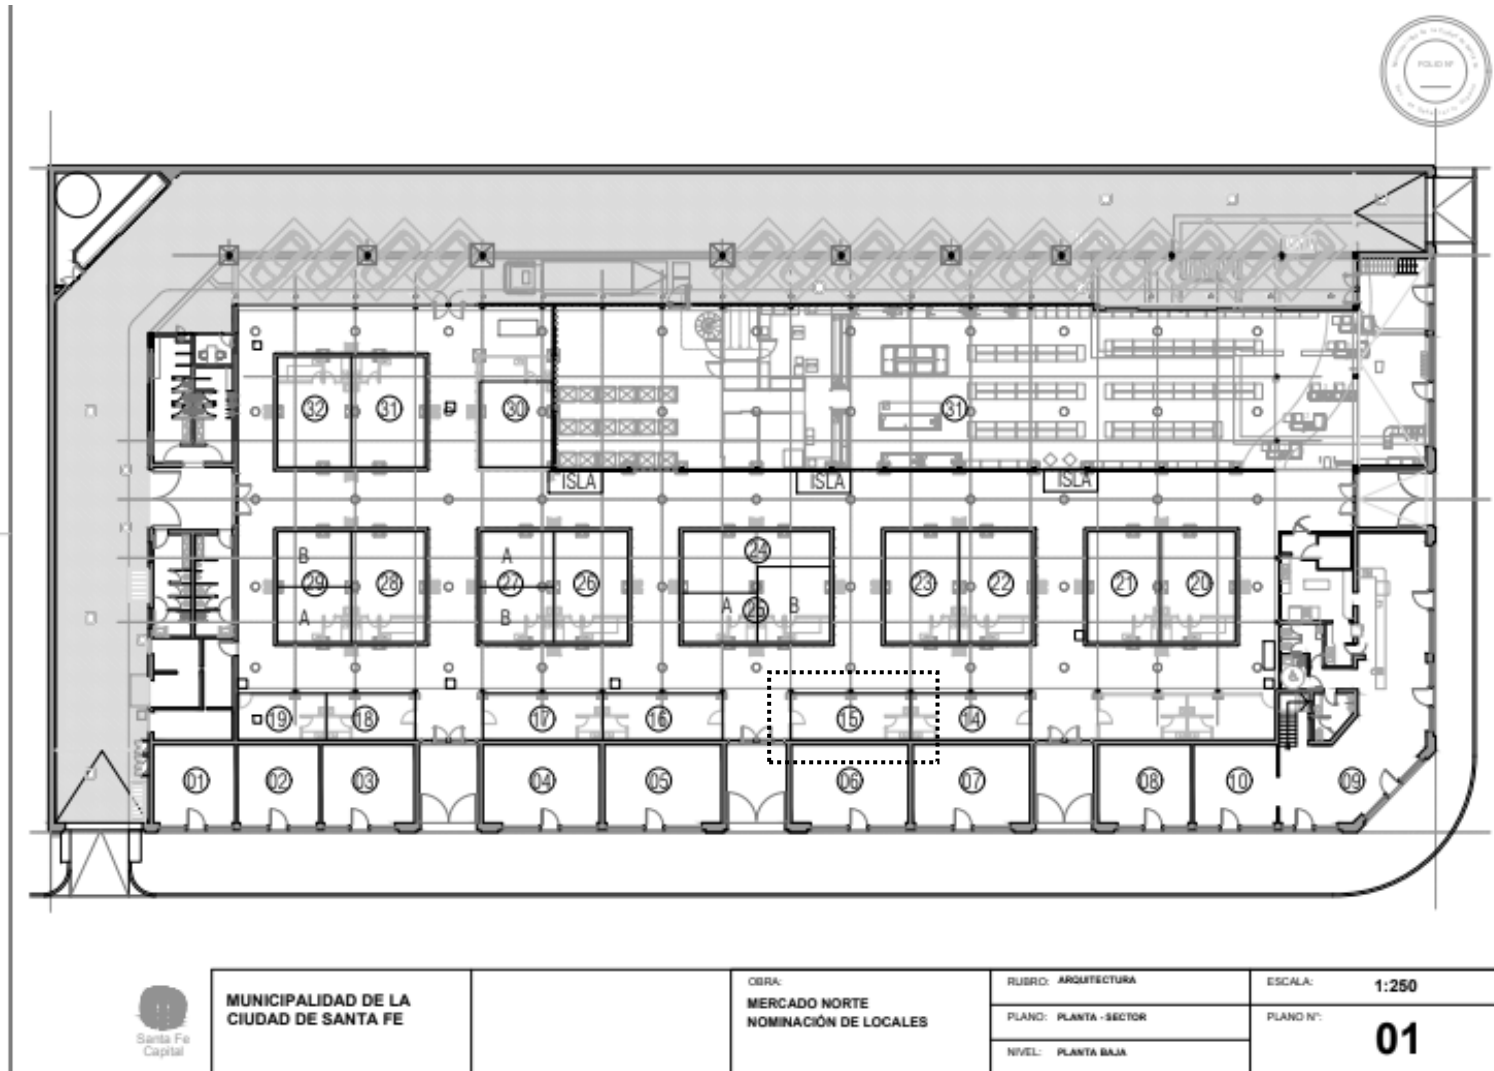 FOLIO Nº
32
31
30
31
ISLA
ISLA
ISLA
B
29
A
28
A
27
B
26
24
A
25
B
23
22
21
20
19
18
17
16
15
14
01
02
03
04
05
06
07
08
10
09
Santa Fe
Capital
MUNICIPALIDAD DE LA
CIUDAD DE SANTA FE
OBRA:
MERCADO NORTE
NOMINACIÓN DE LOCALES
RUBRO: ARQUITECTURA
PLANO: PLANTA - SECTOR
NIVEL: PLANTA BAJA
ESCALA: 1:250
PLANO Nº:
01